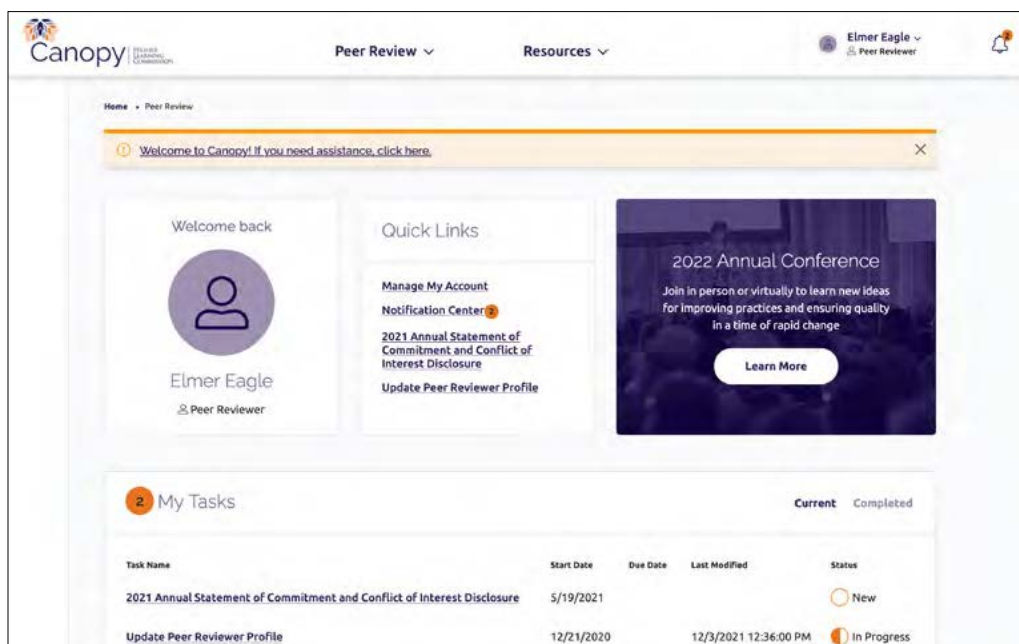 Canopy
HIGHER
LEARNING
COMMISSION
Peer Review
Resources
Elmer Eagle
Peer Reviewer
2
Home • Peer Review
Welcome to Canopy! If you need assistance, click here.
Welcome back
Elmer Eagle
Peer Reviewer
Quick Links
Manage My Account
Notification Center 2
2021 Annual Statement of
Commitment and Conflict of
Interest Disclosure
Update Peer Reviewer Profile
2022 Annual Conference
Join in person or virtually to learn new ideas
for improving practices and ensuring quality
in a time of rapid change
Learn More
2 My Tasks
Current Completed
Task Name Start Date Due Date Last Modified Status
2021 Annual Statement of Commitment and Conflict of Interest Disclosure 5/19/2021 New
Update Peer Reviewer Profile 12/21/2020 12/3/2021 12:36:00 PM In Progress